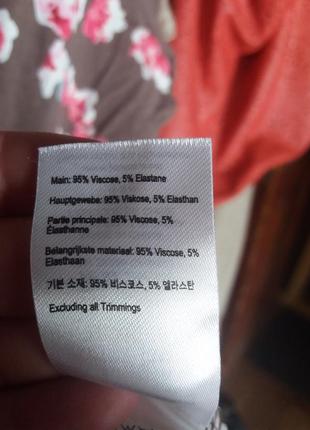 Main: 95% Viscose, 5% Elastane
Hauptgewebe: 95% Viskose, 5% Elasthan
Partie principale: 95% Viscose, 5%
Elasthanne
Belangrijkste materiaal: 95% Viscose, 5%
Elasthaan
기본 소재: 95% 비스코스, 5% 엘라스탄
Excluding all Trimmings